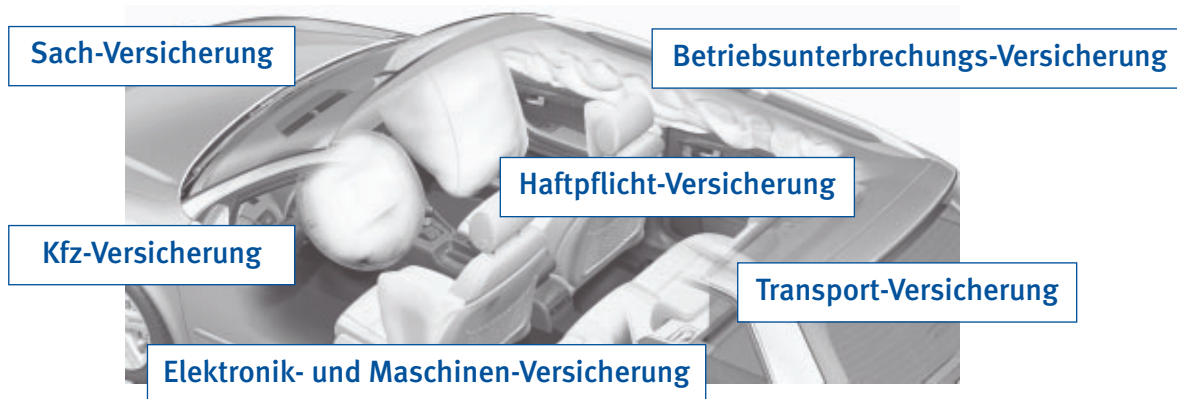 Sach-Versicherung
Betriebsunterbrechungs-Versicherung
Haftpflicht-Versicherung
Kfz-Versicherung
Transport-Versicherung
Elektronik- und Maschinen-Versicherung